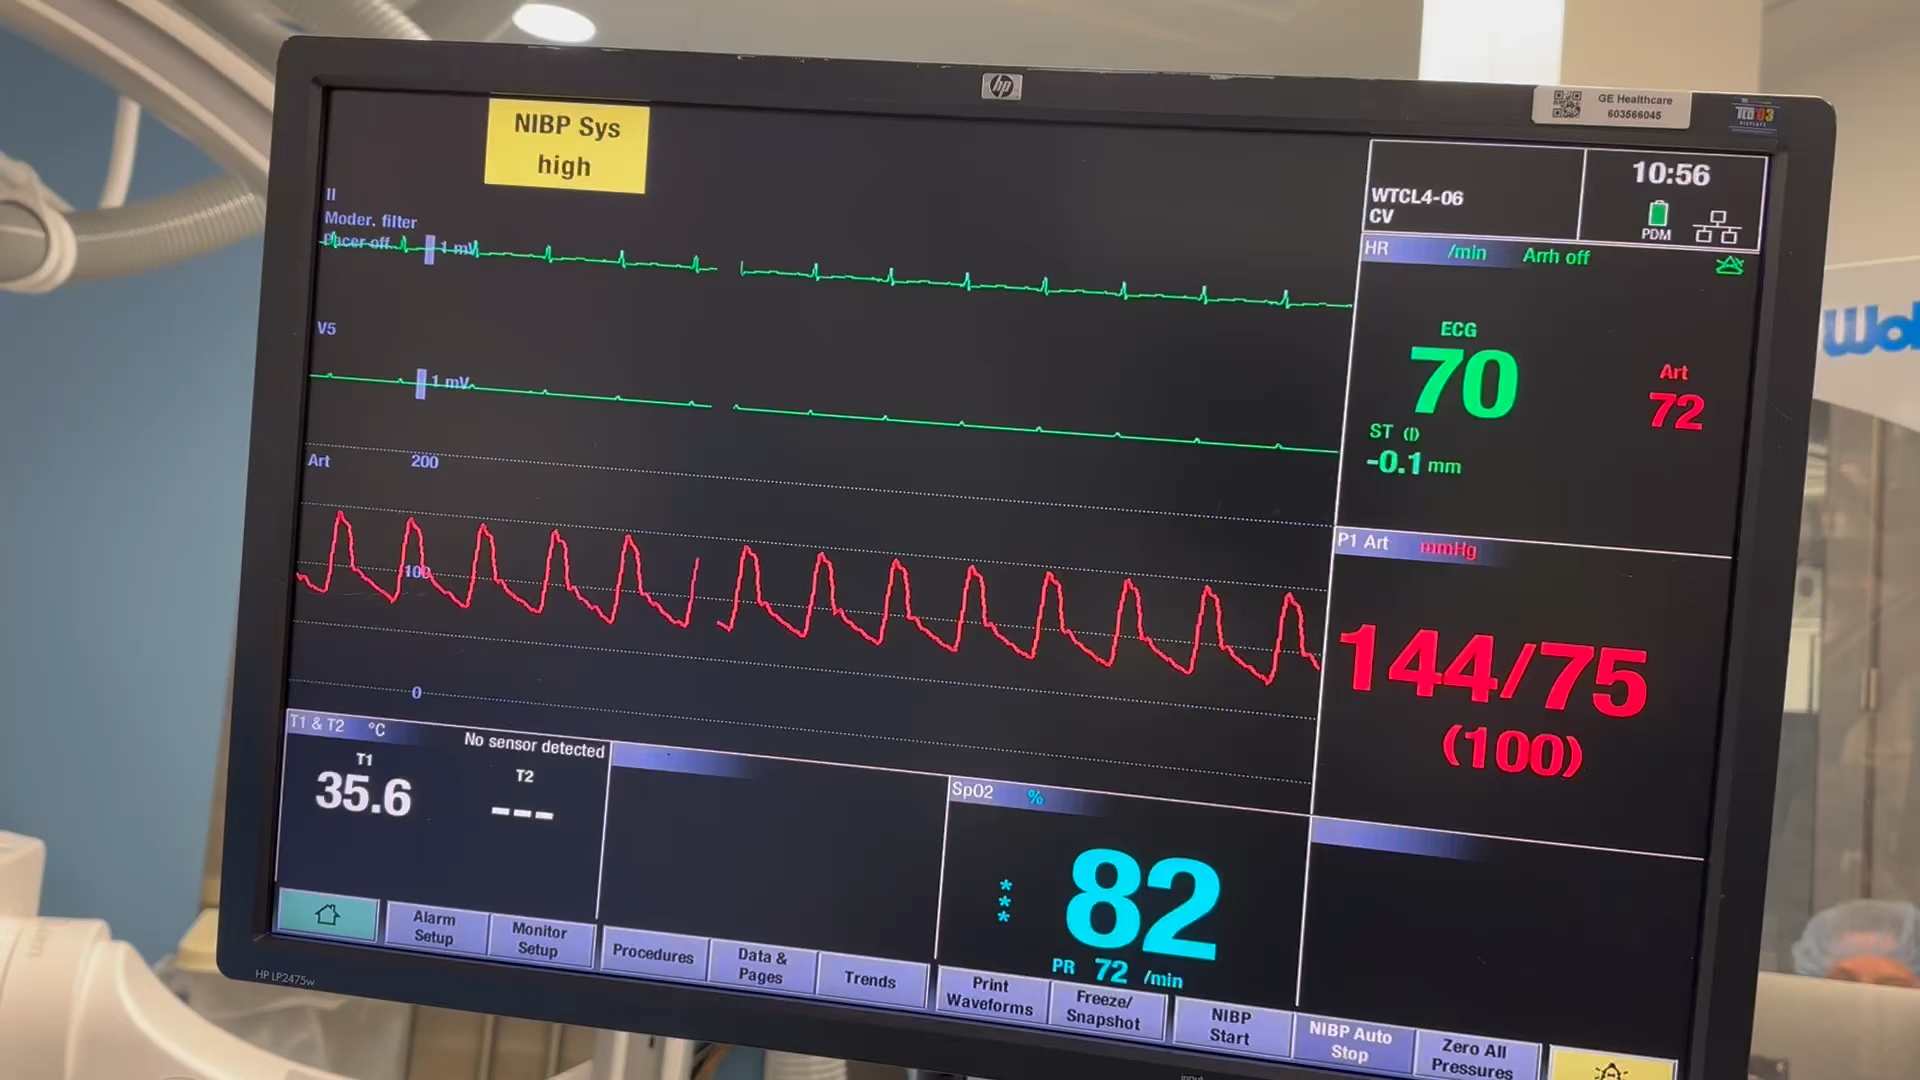 hp
GE Healthcare
603566045
NIBP Sys
high
II
Moder. filter
Pacer off
1 mV
V5
1 mV
Art
200
100
0
WTCL4-06
CV
10:56
PDM
HR
/min
Arrh off
ECG
70
Art
72
ST (I)
-0.1 mm
P1 Art
mmHg
144/75
(100)
T1 & T2 °C
No sensor detected
T1
35.6
T2
---
SpO2 %
*
*
*
82
PR 72 /min
Alarm
Setup
Monitor
Setup
Procedures
Data &
Pages
Trends
Print
Waveforms
Freeze/
Snapshot
NIBP
Start
NIBP Auto
Stop
Zero All
Pressures
HP LP2475w